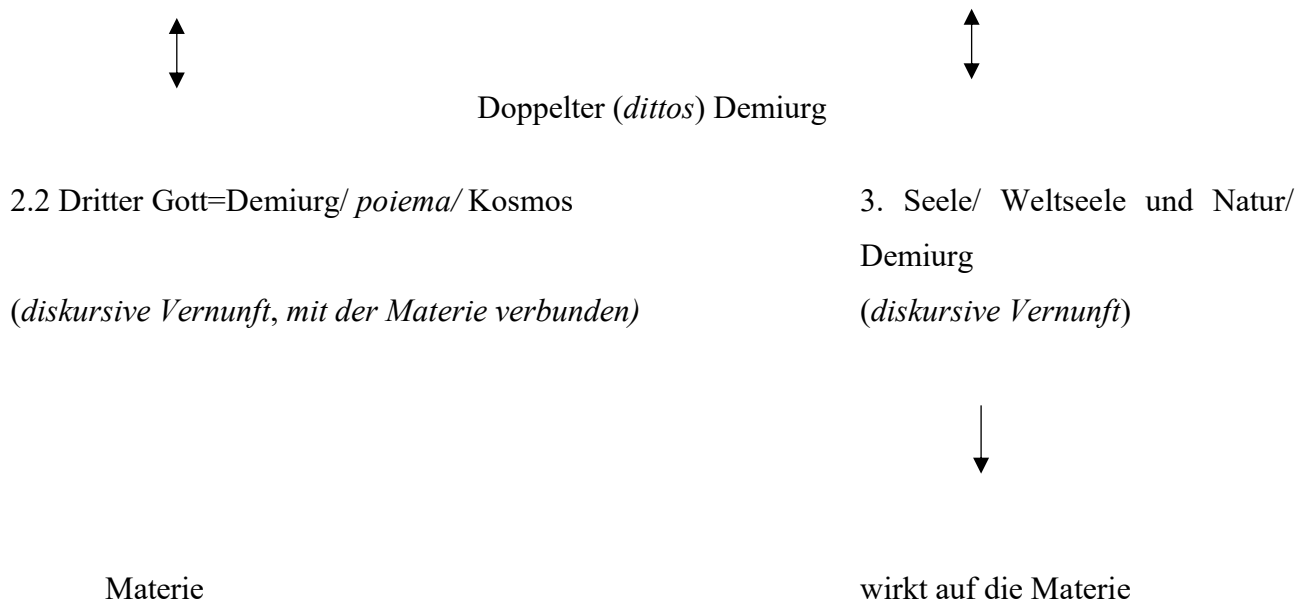 Doppelter (dittos) Demiurg
2.2 Dritter Gott=Demiurg/ poiema/ Kosmos
(diskursive Vernunft, mit der Materie verbunden)
Materie
3. Seele/ Weltseele und Natur/
Demiurg
(diskursive Vernunft)
wirkt auf die Materie